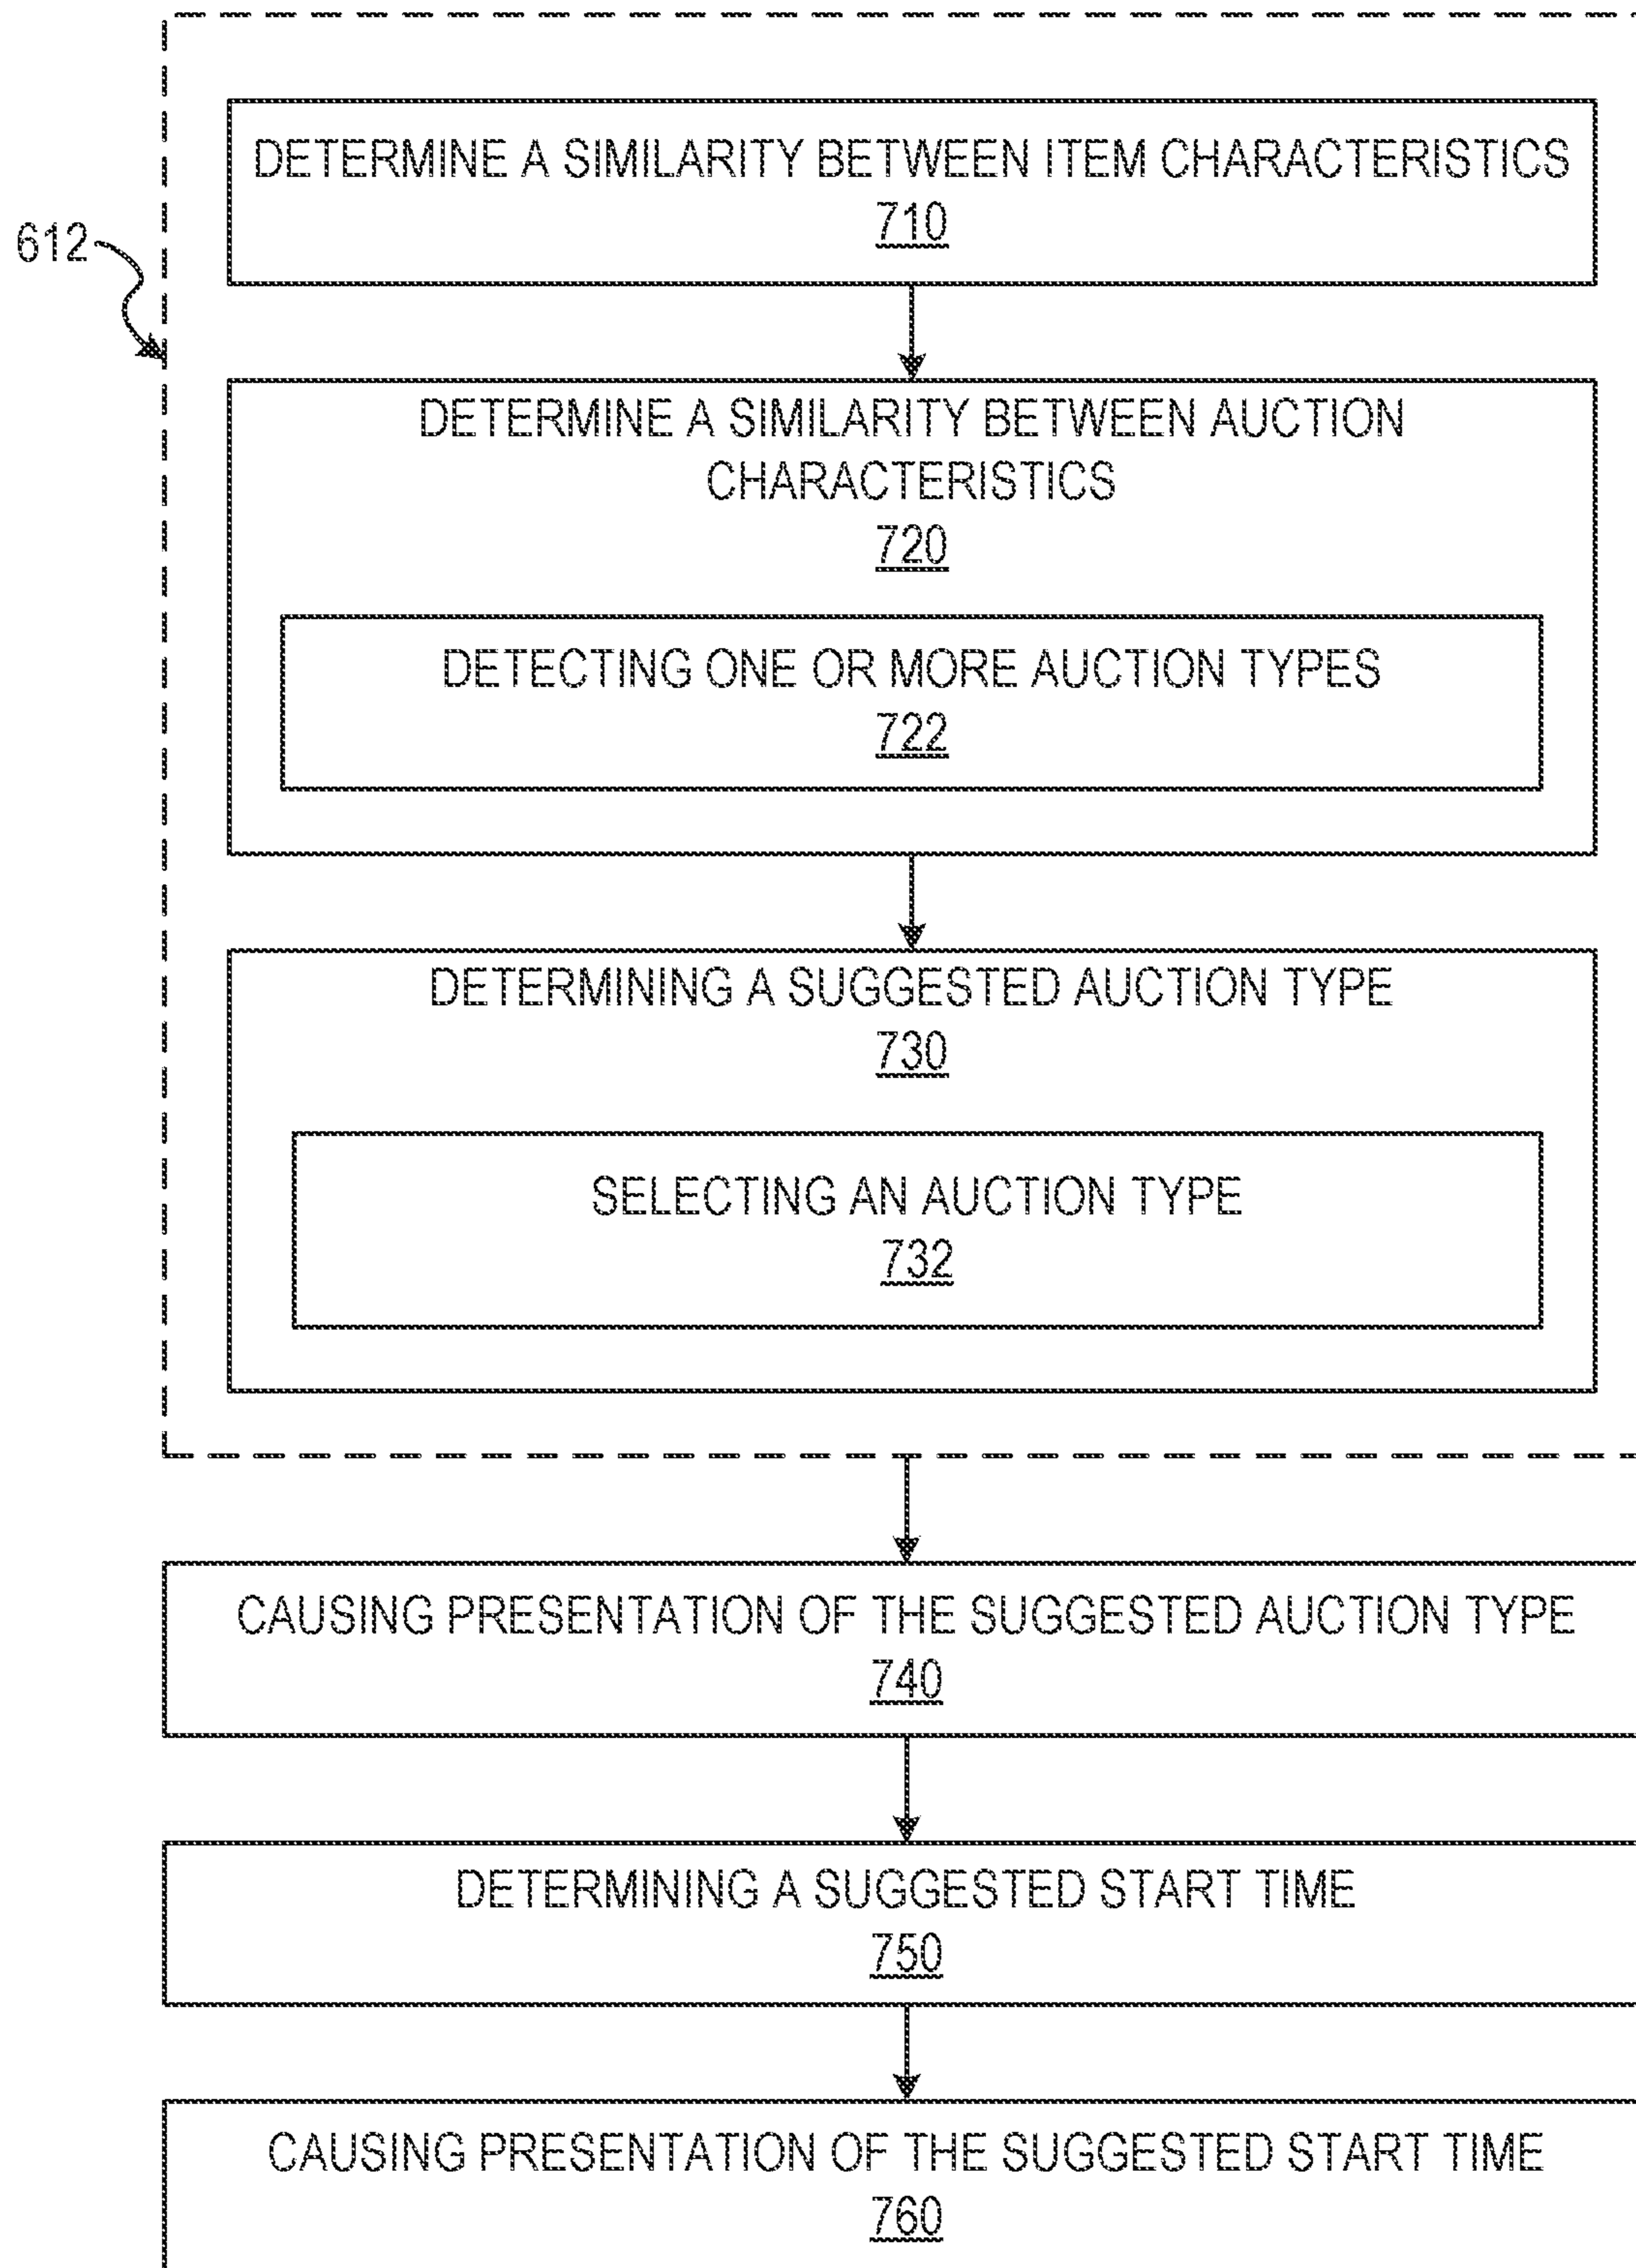 DETERMINE A SIMILARITY BETWEEN ITEM CHARACTERISTICS
710
612
DETERMINE A SIMILARITY BETWEEN AUCTION
CHARACTERISTICS
720
DETECTING ONE OR MORE AUCTION TYPES
722
DETERMINING A SUGGESTED AUCTION TYPE
730
SELECTING AN AUCTION TYPE
732
CAUSING PRESENTATION OF THE SUGGESTED AUCTION TYPE
740
DETERMINING A SUGGESTED START TIME
750
CAUSING PRESENTATION OF THE SUGGESTED START TIME
760